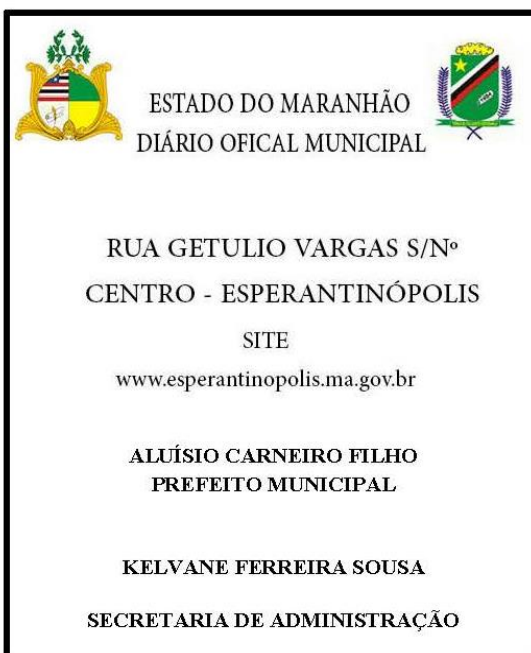 ESTADO DO MARANHÃO
DIÁRIO OFICAL MUNICIPAL
RUA GETULIO VARGAS S/Nº
CENTRO - ESPERANTINÓPOLIS
SITE
www.esperantinopolis.ma.gov.br
ALUÍSIO CARNEIRO FILHO
PREFEITO MUNICIPAL
KELVANE FERREIRA SOUSA
SECRETARIA DE ADMINISTRAÇÃO